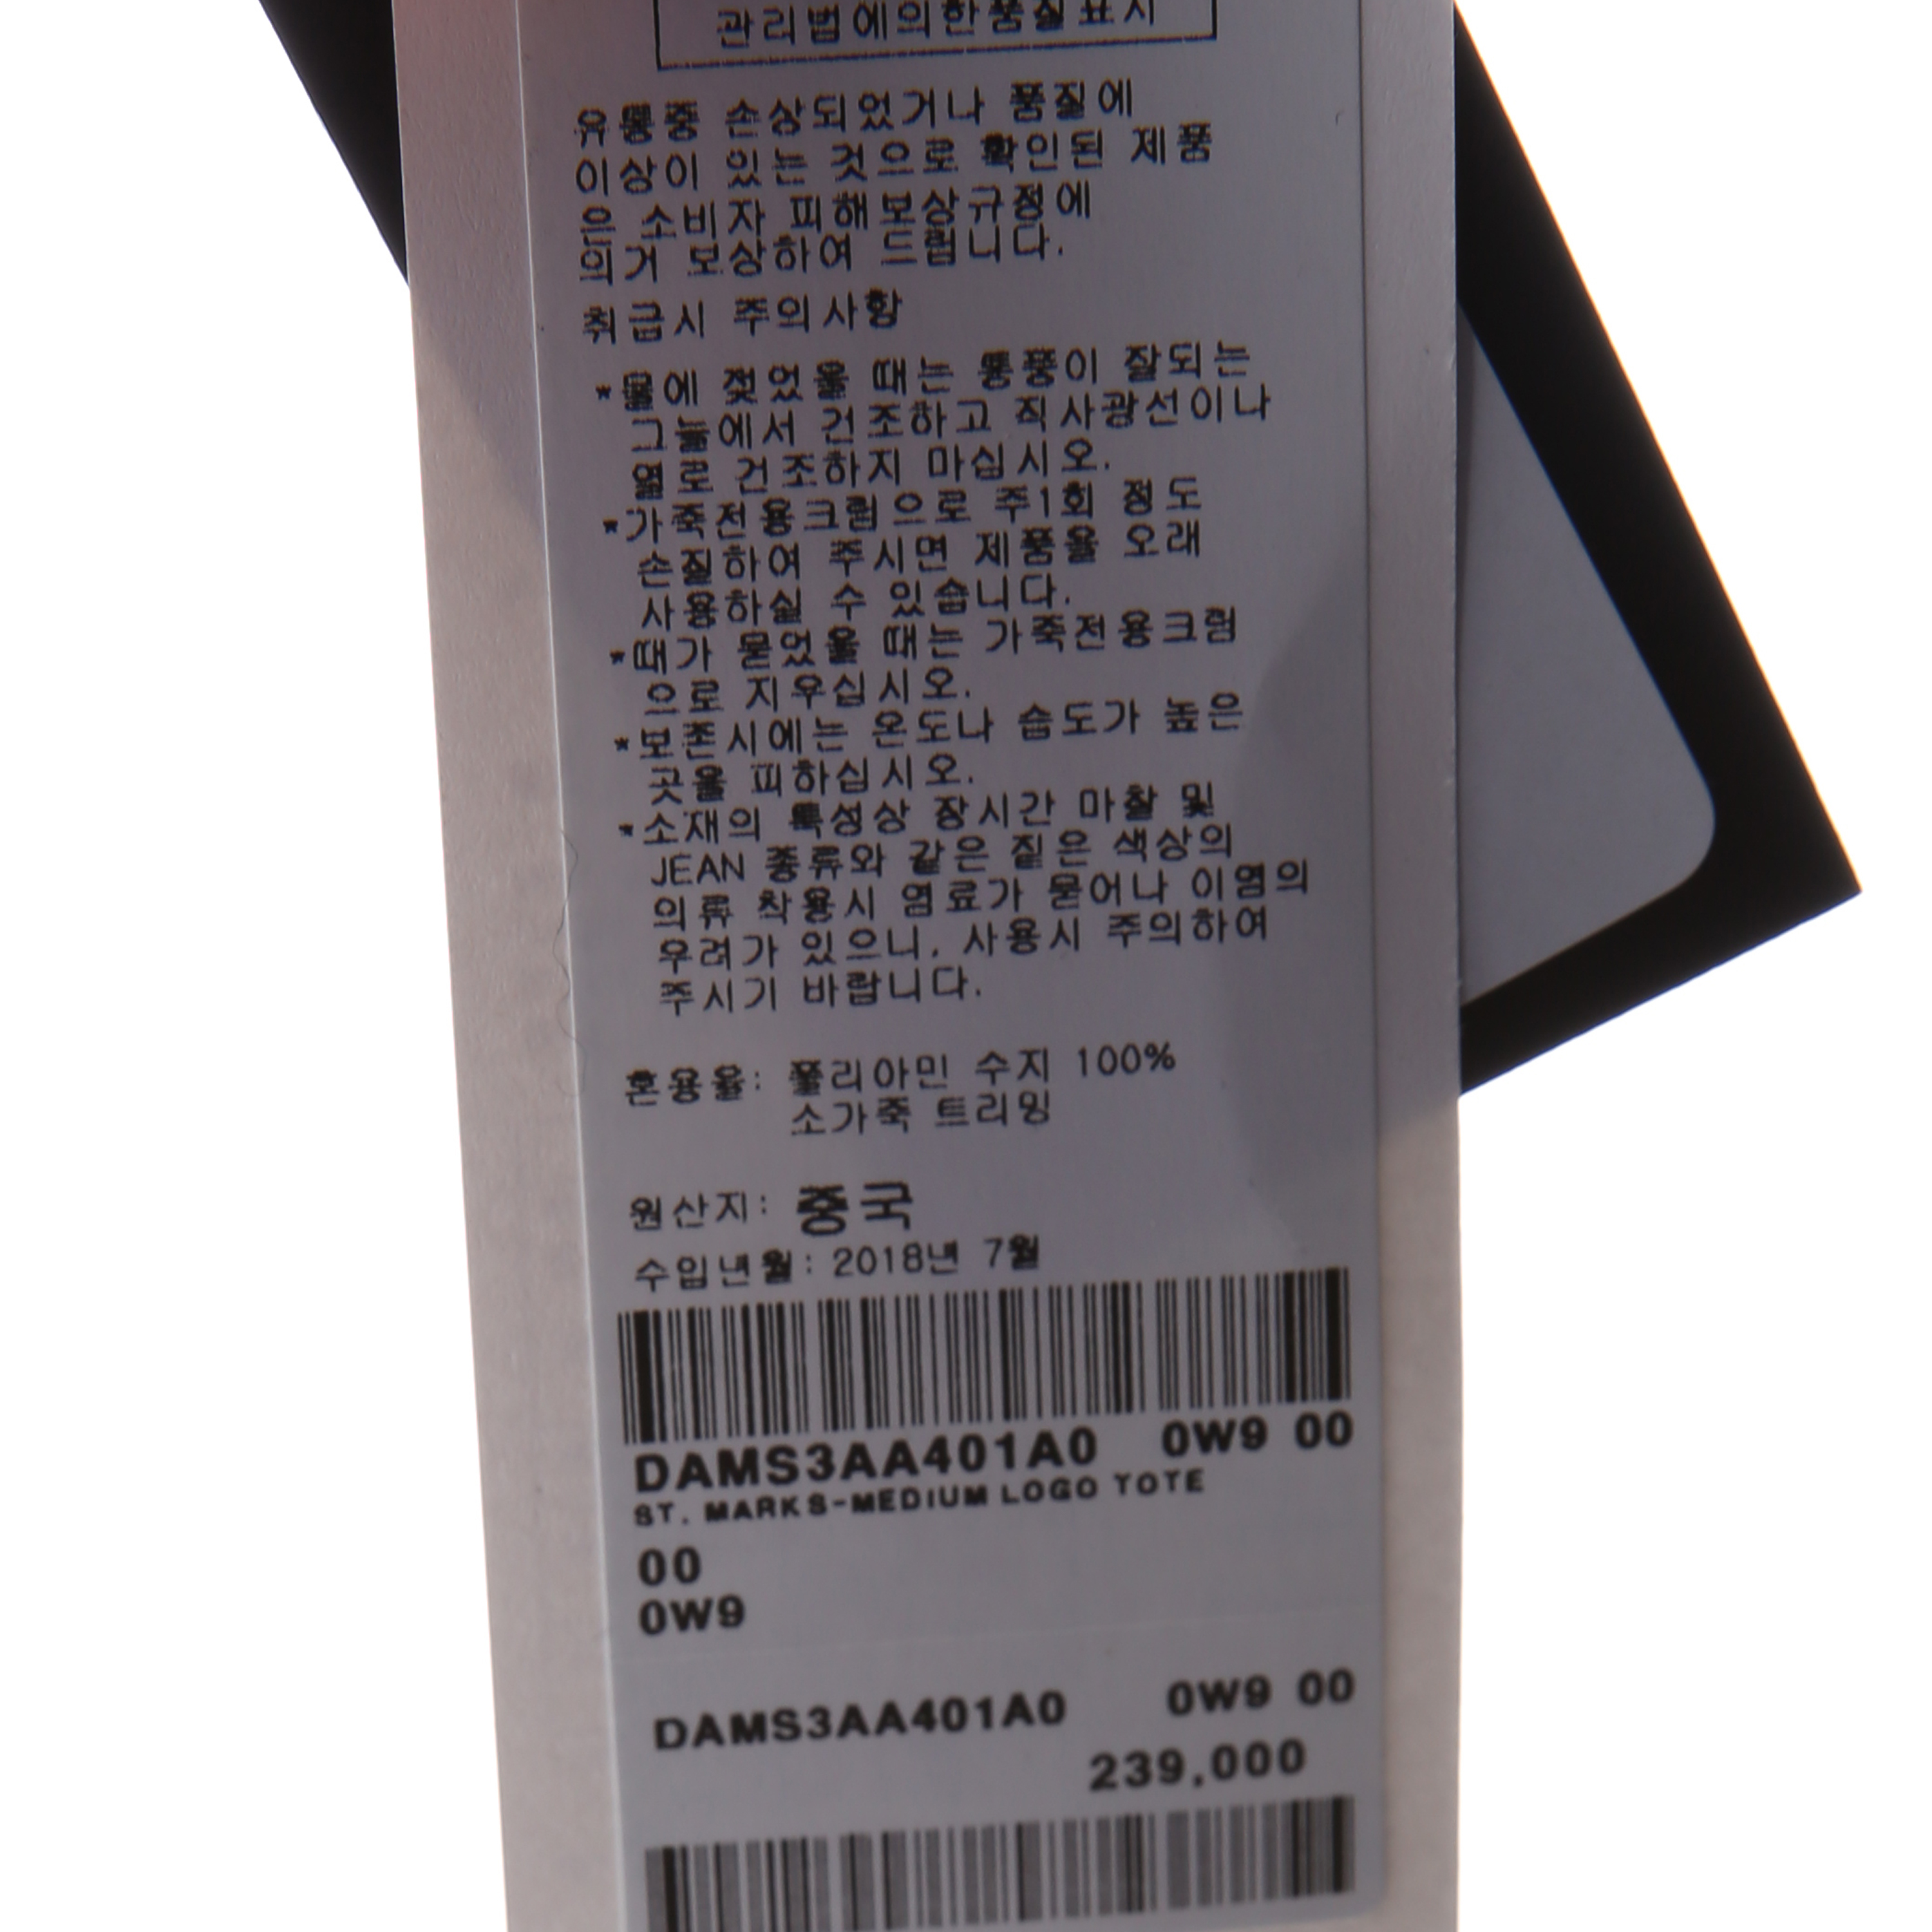 관리법에의한품질표시
유통중 손상되었거나 품질에
이상이 있는 것으로 확인된 제품
은 소비자 피해보상규정에
의거 보상하여 드립니다.
취급시 주의사항
*물에 젖었을 때는 통풍이 잘되는
그늘에서 건조하고 직사광선이나
열로 건조하지 마십시오.
*가죽전용크림으로 주1회 정도
손질하여 주시면 제품을 오래
사용하실 수 있습니다.
*때가 묻었을 때는 가죽전용크림
으로 지우십시오.
*보존시에는 온도나 습도가 높은
곳을 피하십시오.
*소재의 특성상 장시간 마찰 및
JEAN 종류와 같은 짙은 색상의
의류 착용시 염료가 묻어나 이염의
우려가 있으니, 사용시 주의하여
주시기 바랍니다.
혼용율: 폴리아민 수지 100%
소가죽 트리밍
원산지: 중국
수입년월: 2018년 7월
DAMS3AA401A0 0W9 00
ST. MARKS-MEDIUM LOGO TOTE
00
0W9
DAMS3AA401A0 0W9 00
239,000